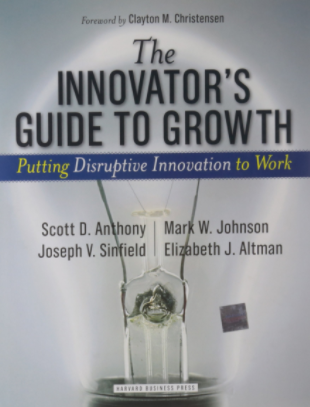 Foreword by Clayton M. Christensen
The
INNOVATOR'S
GUIDE TO GROWTH
Putting Disruptive Innovation to Work
Scott D. Anthony | Mark W. Johnson
Joseph V. Sinfield | Elizabeth J. Altman
HARVARD BUSINESS PRESS